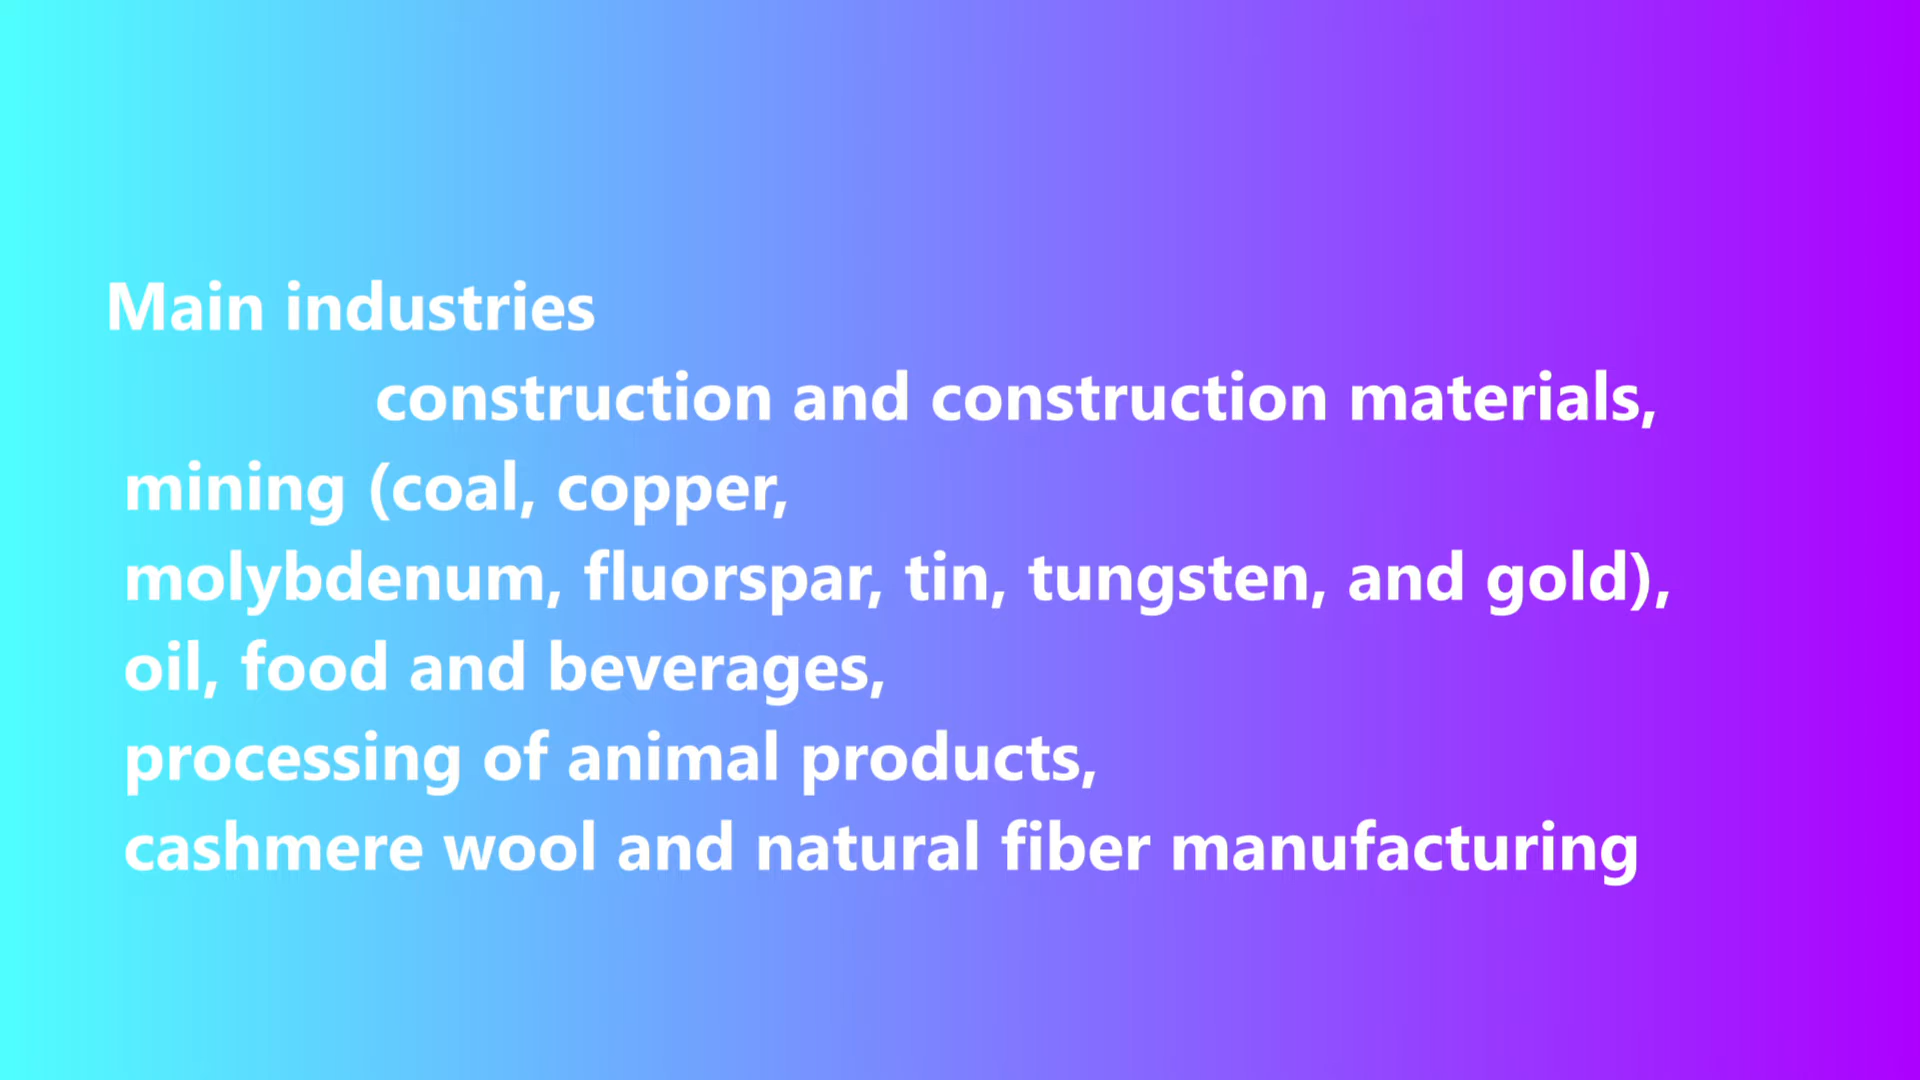 Main industries
construction and construction materials,
mining (coal, copper,
molybdenum, fluorspar, tin, tungsten, and gold),
oil, food and beverages,
processing of animal products,
cashmere wool and natural fiber manufacturing